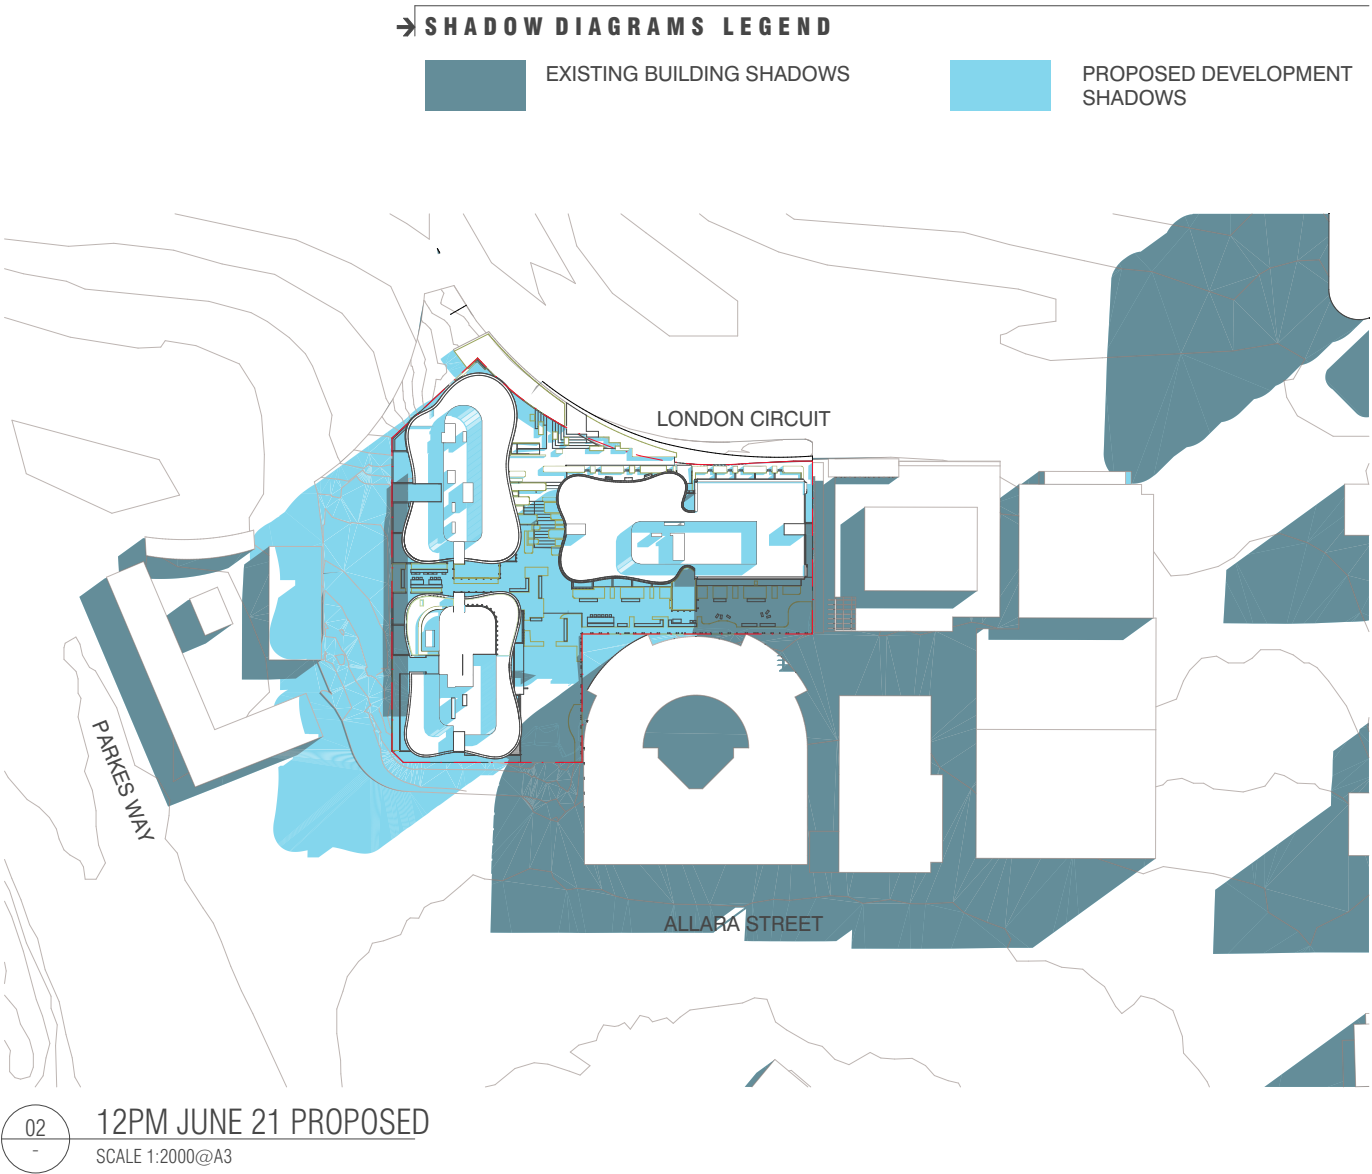 SHADOW DIAGRAMS LEGEND
EXISTING BUILDING SHADOWS
PROPOSED DEVELOPMENT
SHADOWS
LONDON CIRCUIT
PARKES WAY
ALLARA STREET
02
-
12PM JUNE 21 PROPOSED
SCALE 1:2000@A3